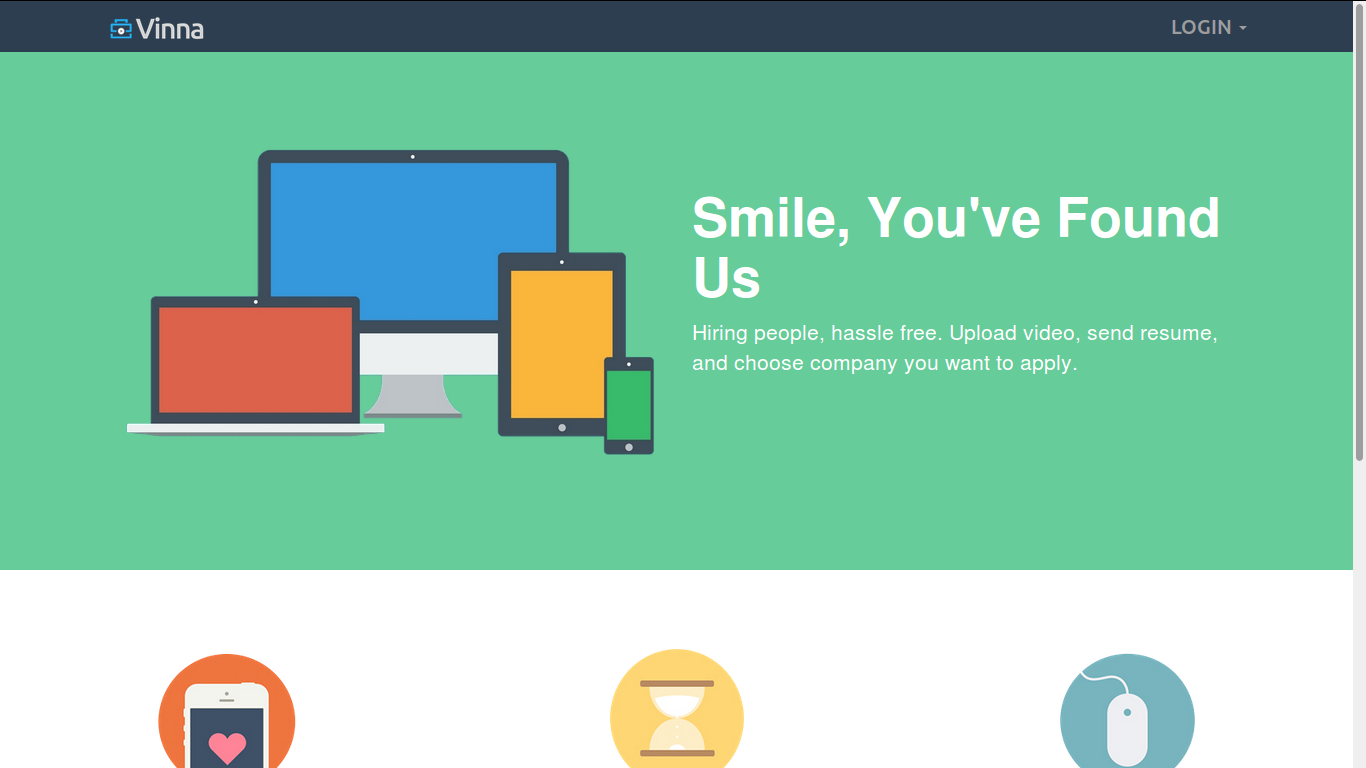 Vinna
LOGIN
Smile, You've Found
Us
Hiring people, hassle free. Upload video, send resume,
and choose company you want to apply.